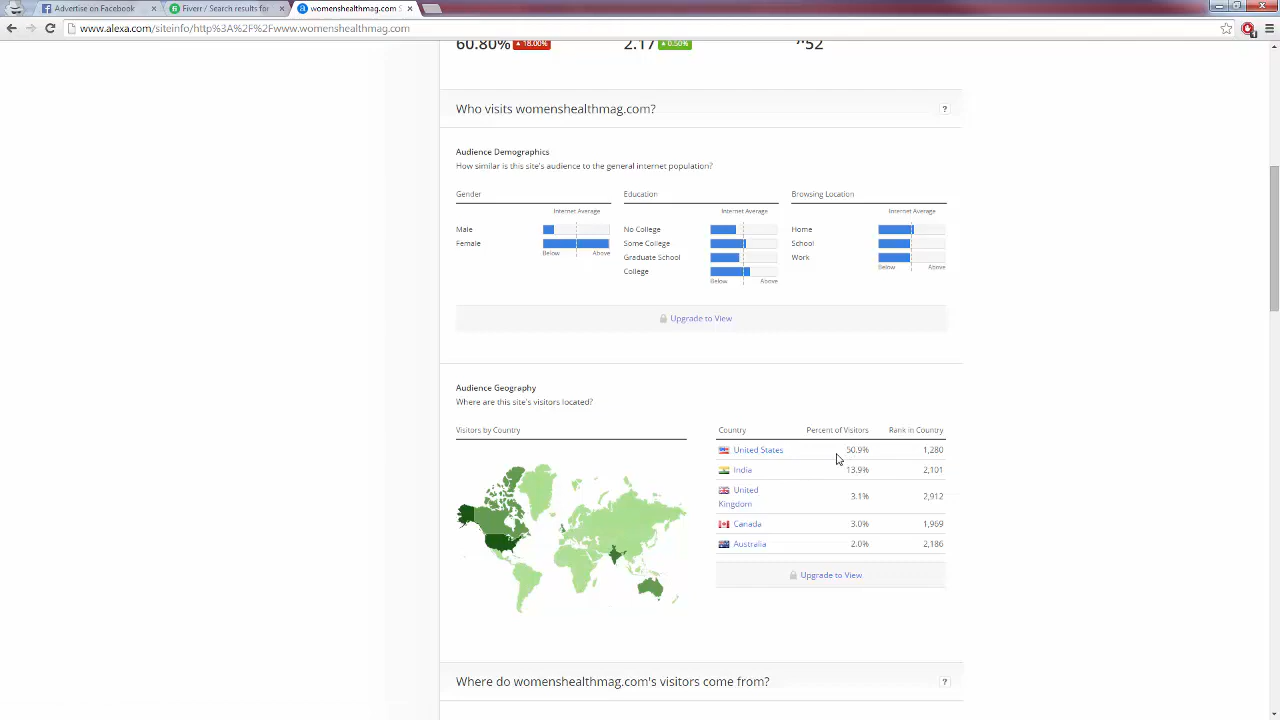 Advertise on Facebook
Fiverr / Search results for
womenshealthmag.com S
www.alexa.com/siteinfo/http%3A%2F%2Fwww.womenshealthmag.com
60.80% 18.00% 2.17 0.50% ^52
Who visits womenshealthmag.com? ?
Audience Demographics
How similar is this site's audience to the general internet population?
Gender Education Browsing Location
Internet Average Internet Average Internet Average
Male No College Home
Female Some College School
Below Above Graduate School Work
College Below Above
Below Above
Upgrade to View
Audience Geography
Where are this site's visitors located?
Visitors by Country Country Percent of Visitors Rank in Country
United States 50.9% 1,280
India 13.9% 2,101
United
Kingdom 3.1% 2,912
Canada 3.0% 1,969
Australia 2.0% 2,186
Upgrade to View
Where do womenshealthmag.com's visitors come from? ?